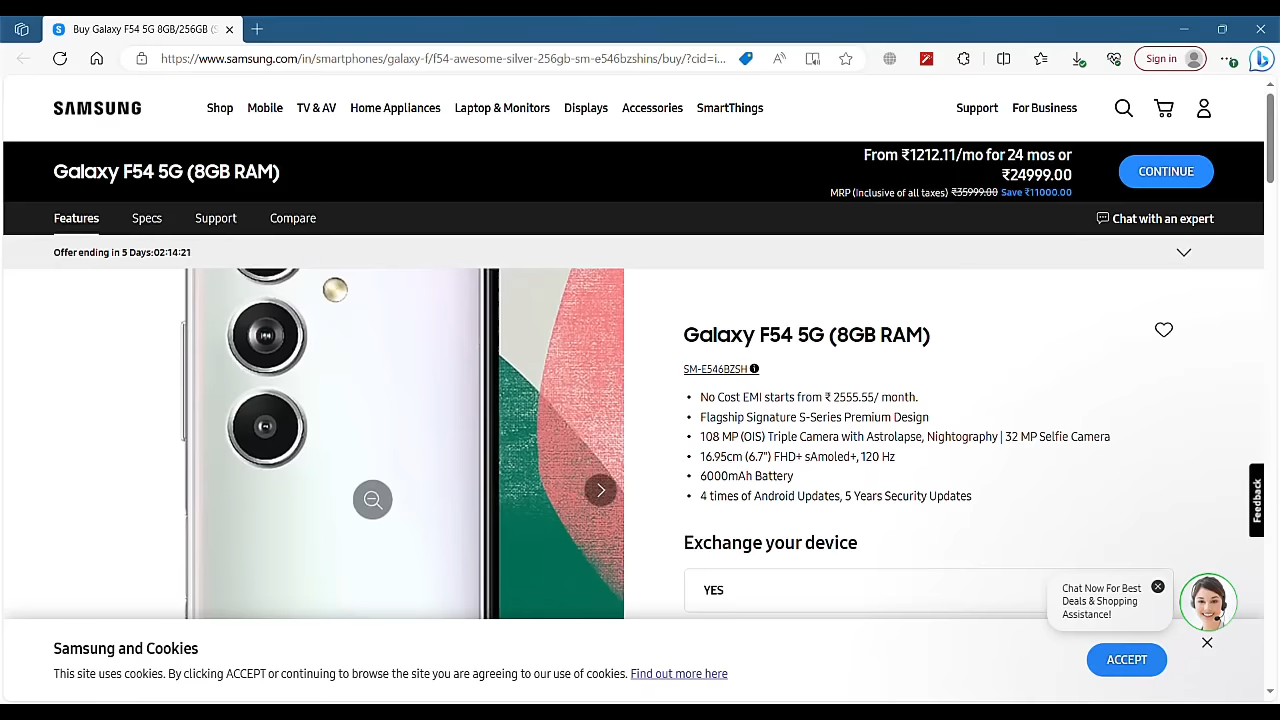 Buy Galaxy F54 5G 8GB/256GB (S
https://www.samsung.com/in/smartphones/galaxy-f/f54-awesome-silver-256gb-sm-e546bzshins/buy/?cid=i...
Sign in
SAMSUNG
Shop Mobile TV & AV Home Appliances Laptop & Monitors Displays Accessories SmartThings Support For Business
Galaxy F54 5G (8GB RAM)
From ₹1212.11/mo for 24 mos or
₹24999.00
MRP (Inclusive of all taxes) ₹35999.00 Save ₹11000.00
CONTINUE
Features Specs Support Compare
Chat with an expert
Offer ending in 5 Days:02:14:21
Galaxy F54 5G (8GB RAM)
SM-E546BZSH
• No Cost EMI starts from ₹ 2555.55/ month.
• Flagship Signature S-Series Premium Design
• 108 MP (OIS) Triple Camera with Astrolapse, Nightography | 32 MP Selfie Camera
• 16.95cm (6.7") FHD+ sAmoled+, 120 Hz
• 6000mAh Battery
• 4 times of Android Updates, 5 Years Security Updates
Feedback
Exchange your device
YES
Chat Now For Best
Deals & Shopping
Assistance!
Samsung and Cookies
This site uses cookies. By clicking ACCEPT or continuing to browse the site you are agreeing to our use of cookies. Find out more here
ACCEPT